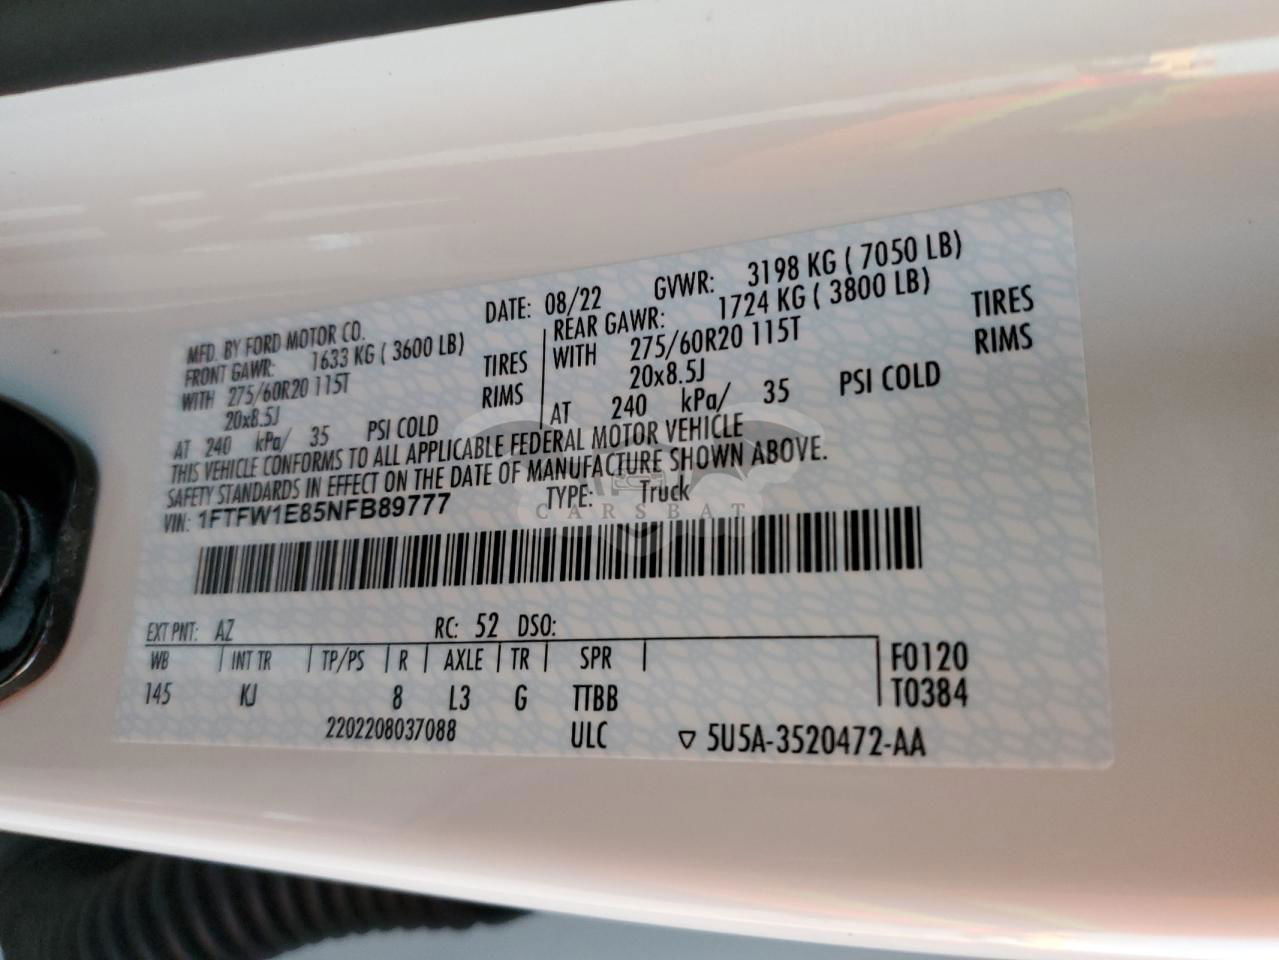 MFD. BY FORD MOTOR CO.
DATE: 08/22
GVWR: 3198 KG ( 7050 LB)
FRONT GAWR: 1633 KG ( 3600 LB)
WITH 275/60R20 115T TIRES
20x8.5J RIMS
AT 240 kPa/ 35 PSI COLD
REAR GAWR: 1724 KG ( 3800 LB)
WITH 275/60R20 115T TIRES
20x8.5J RIMS
AT 240 kPa/ 35 PSI COLD
THIS VEHICLE CONFORMS TO ALL APPLICABLE FEDERAL MOTOR VEHICLE
SAFETY STANDARDS IN EFFECT ON THE DATE OF MANUFACTURE SHOWN ABOVE.
VIN: 1FTFW1E85NFB89777
TYPE: Truck
CARSBAT
EXT PNT: AZ RC: 52 DSO:
WB INT TR TP/PS R AXLE TR SPR F0120
145 KJ 8 L3 G TTBB T0384
2202208037088 ULC ▽ 5U5A-3520472-AA